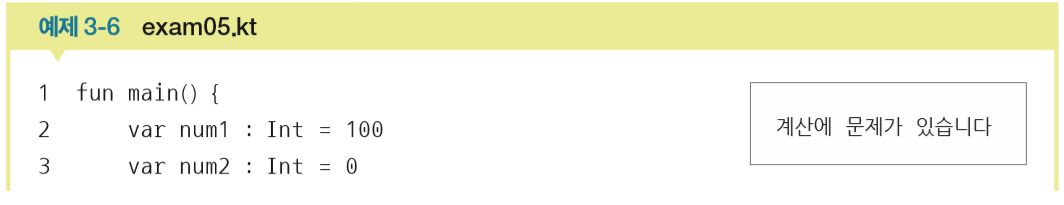 예제 3-6 exam05.kt
1 fun main() {
2 var num1 : Int = 100
3 var num2 : Int = 0
계산에 문제가 있습니다